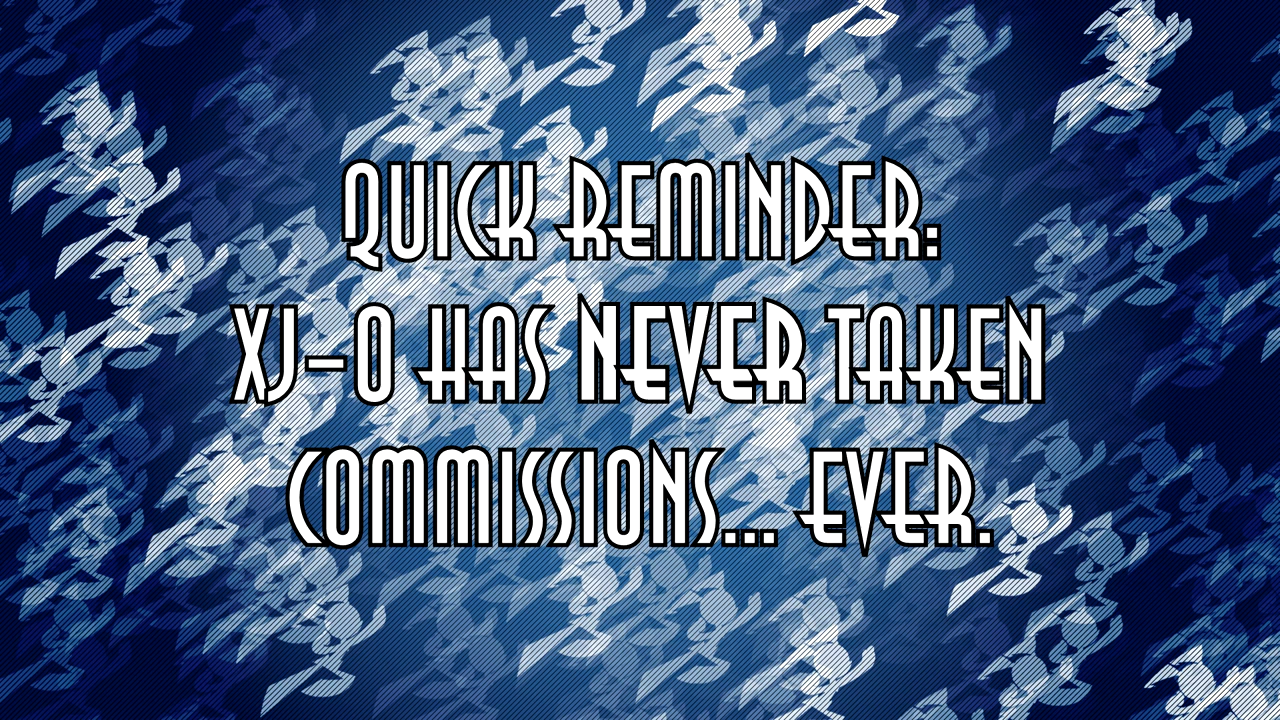 QUICK REMINDER:
XJ-0 HAS NEVER TAKEN
COMMISSIONS... EVER.